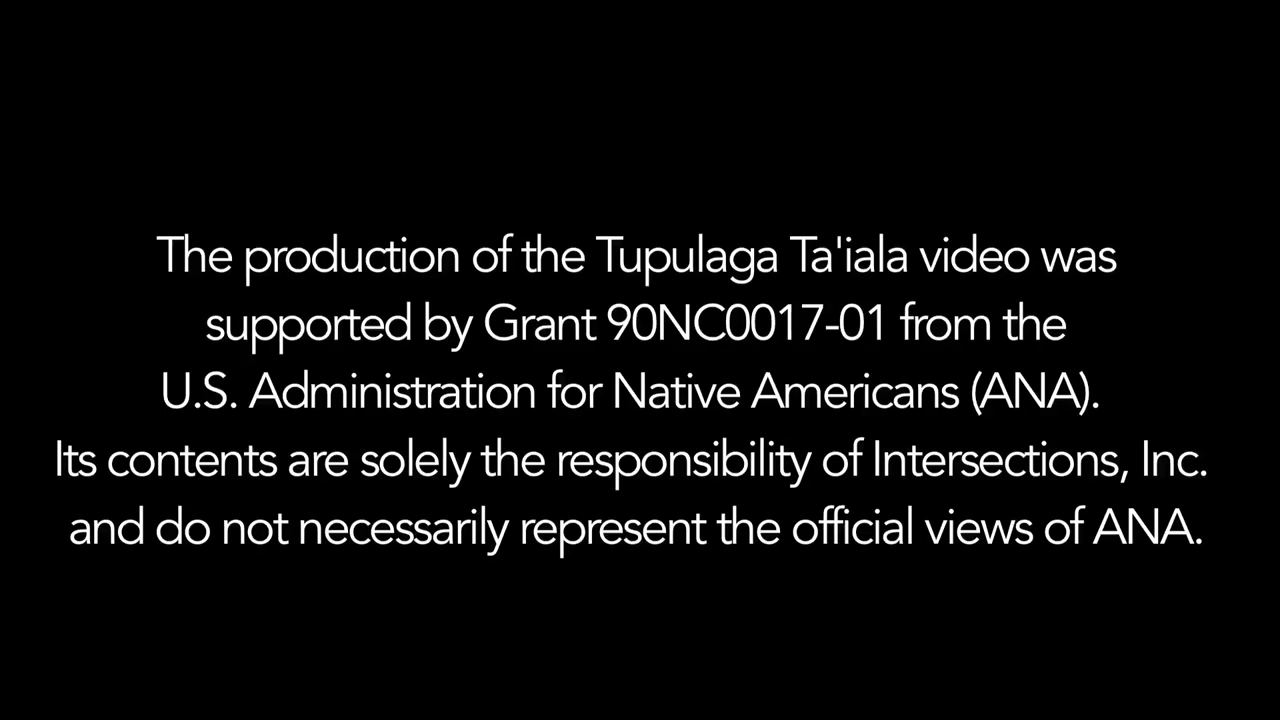 The production of the Tupulaga Ta'iala video was
supported by Grant 90NC0017-01 from the
U.S. Administration for Native Americans (ANA).
Its contents are solely the responsibility of Intersections, Inc.
and do not necessarily represent the official views of ANA.